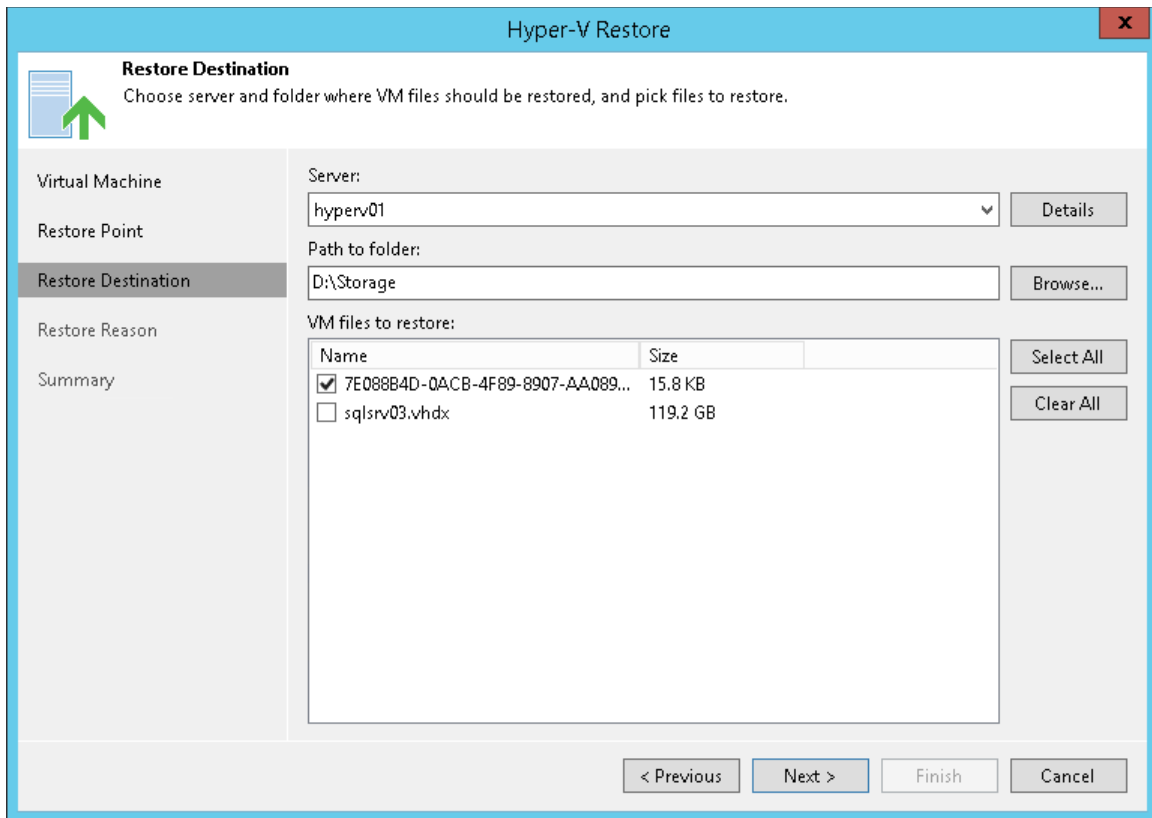 Hyper-V Restore
x
Restore Destination
Choose server and folder where VM files should be restored, and pick files to restore.
Virtual Machine
Restore Point
Restore Destination
Restore Reason
Summary
Server:
hyperv01
Details
Path to folder:
D:\Storage
Browse...
VM files to restore:
Name Size
7E088B4D-0ACB-4F89-8907-AA089... 15.8 KB
sqlsrv03.vhdx 119.2 GB
Select All
Clear All
< Previous Next > Finish Cancel